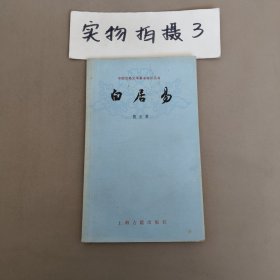 实物拍摄3
中国古典文学基本知识丛书
白居易
上海古籍出版社